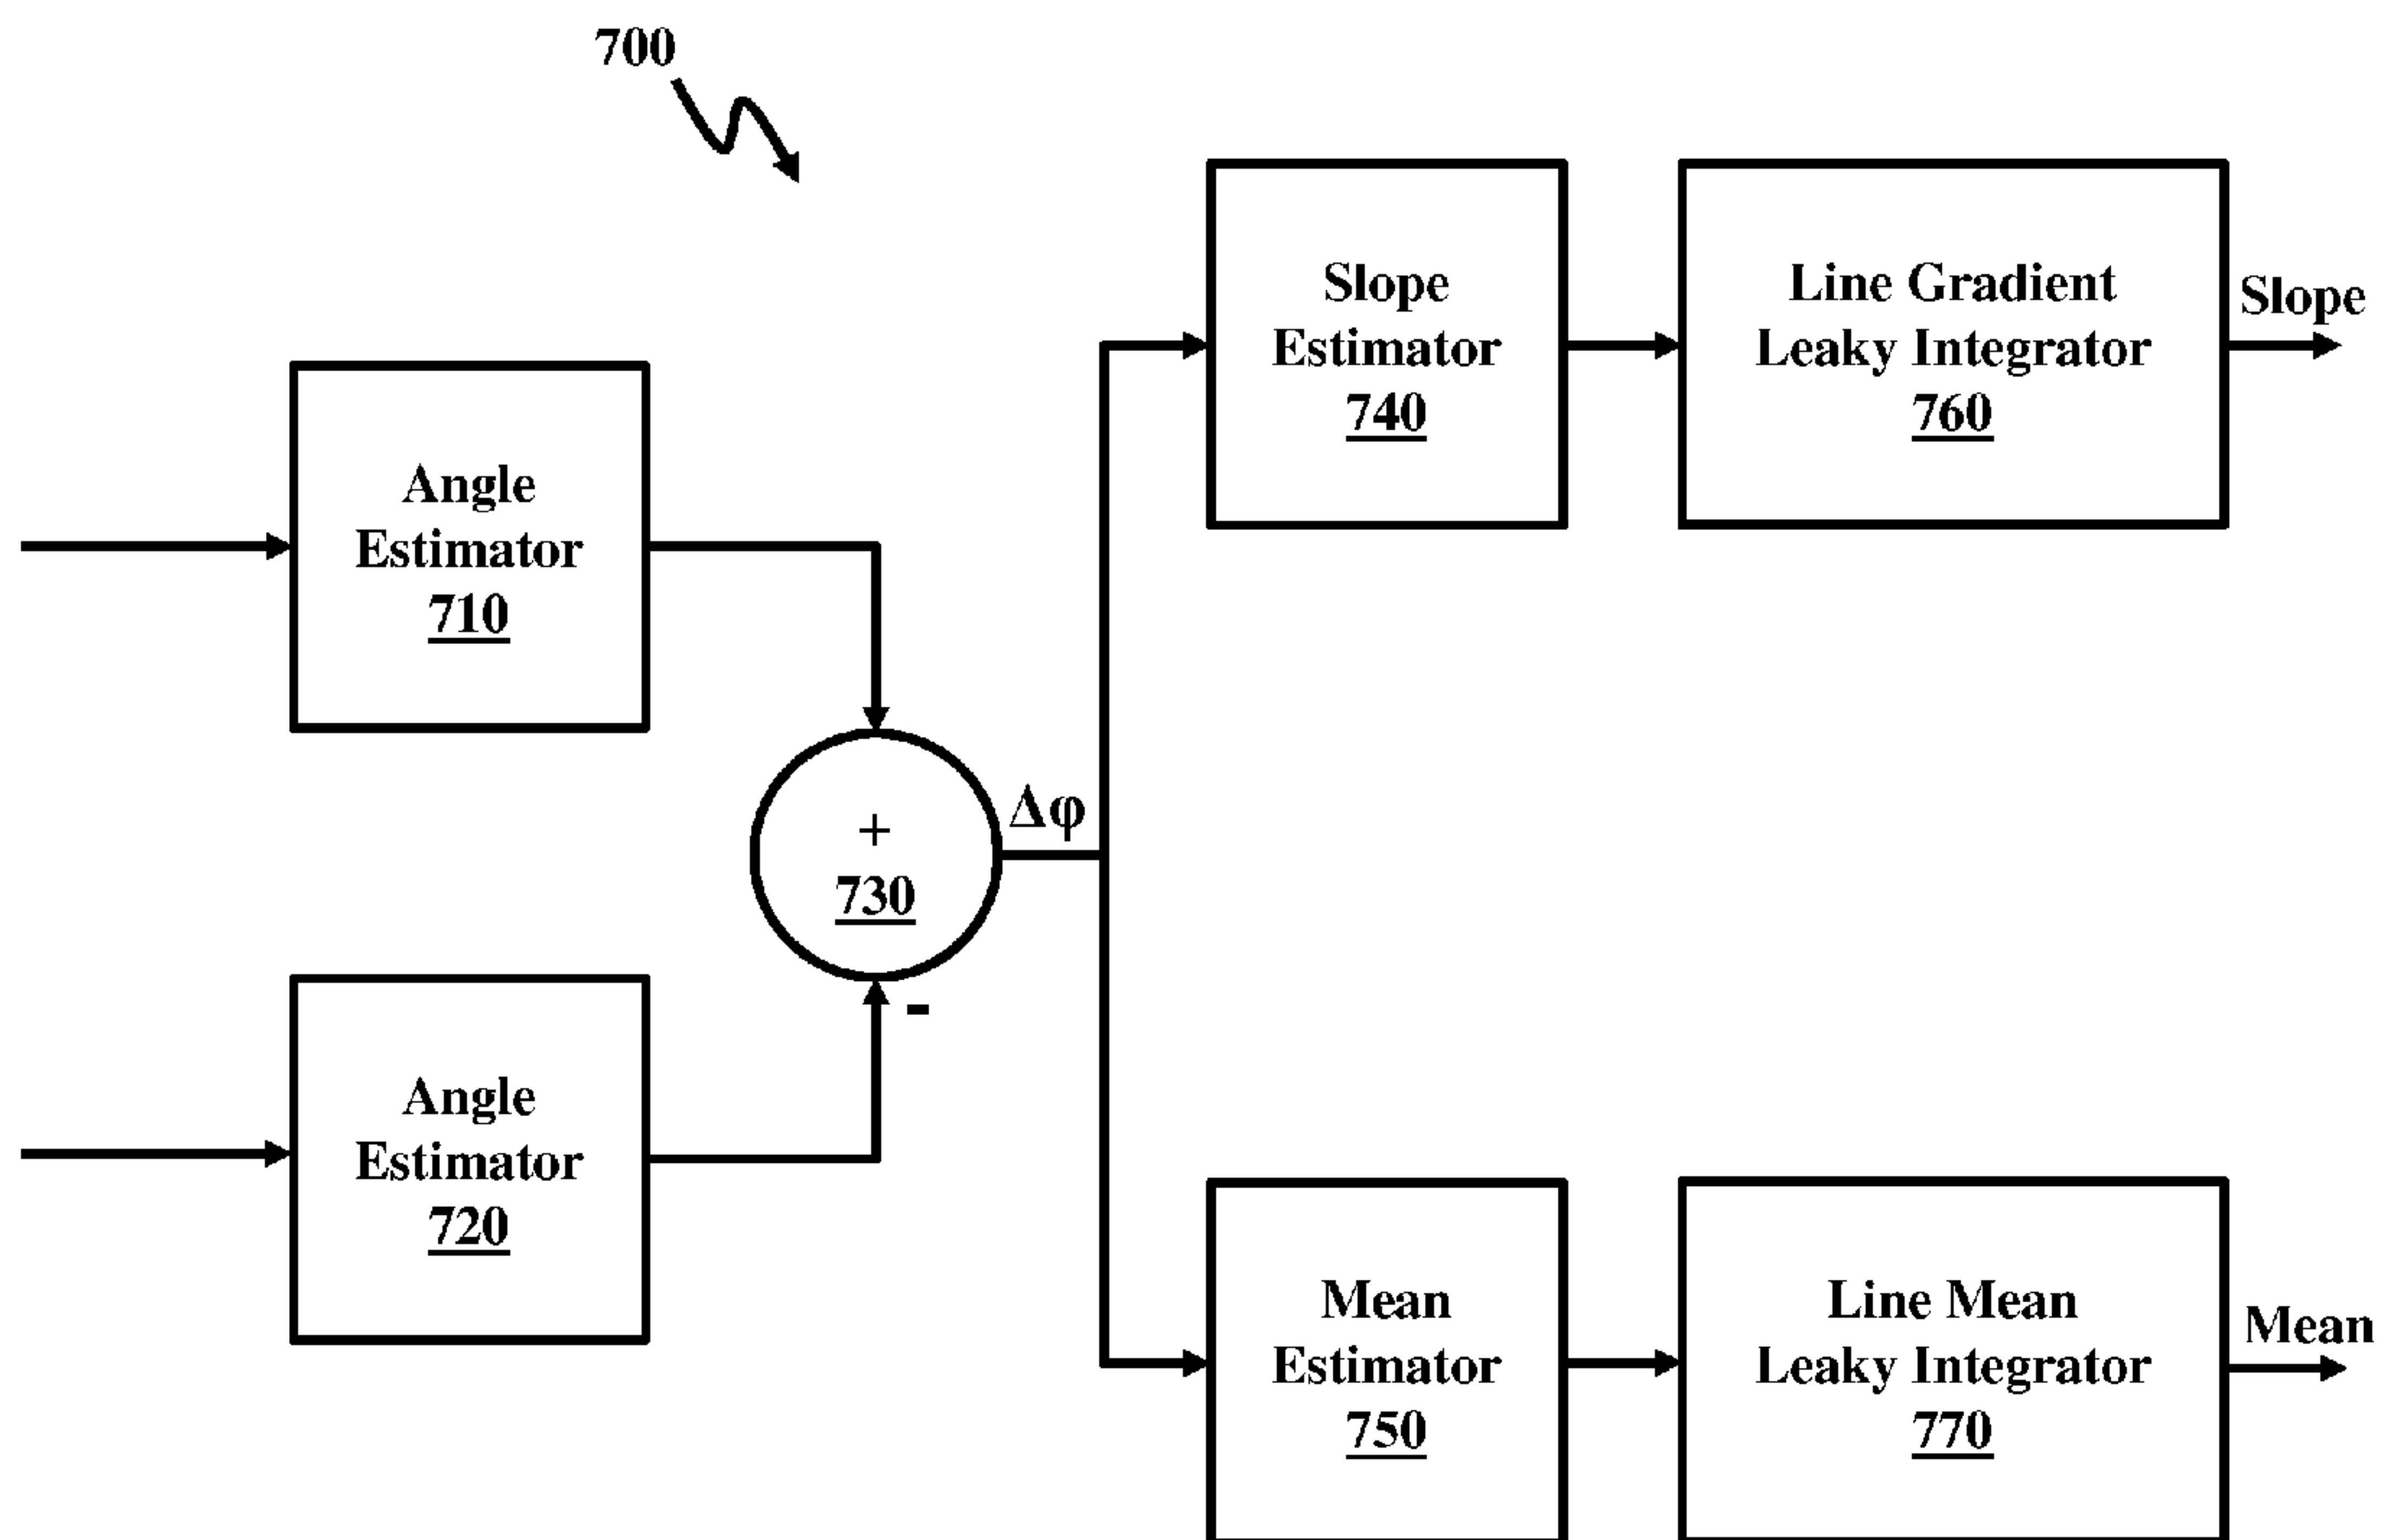 700
Slope
Estimator
740
Line Gradient
Leaky Integrator
760
Slope
Angle
Estimator
710
+
730
Δφ
-
Angle
Estimator
720
Mean
Estimator
750
Line Mean
Leaky Integrator
770
Mean